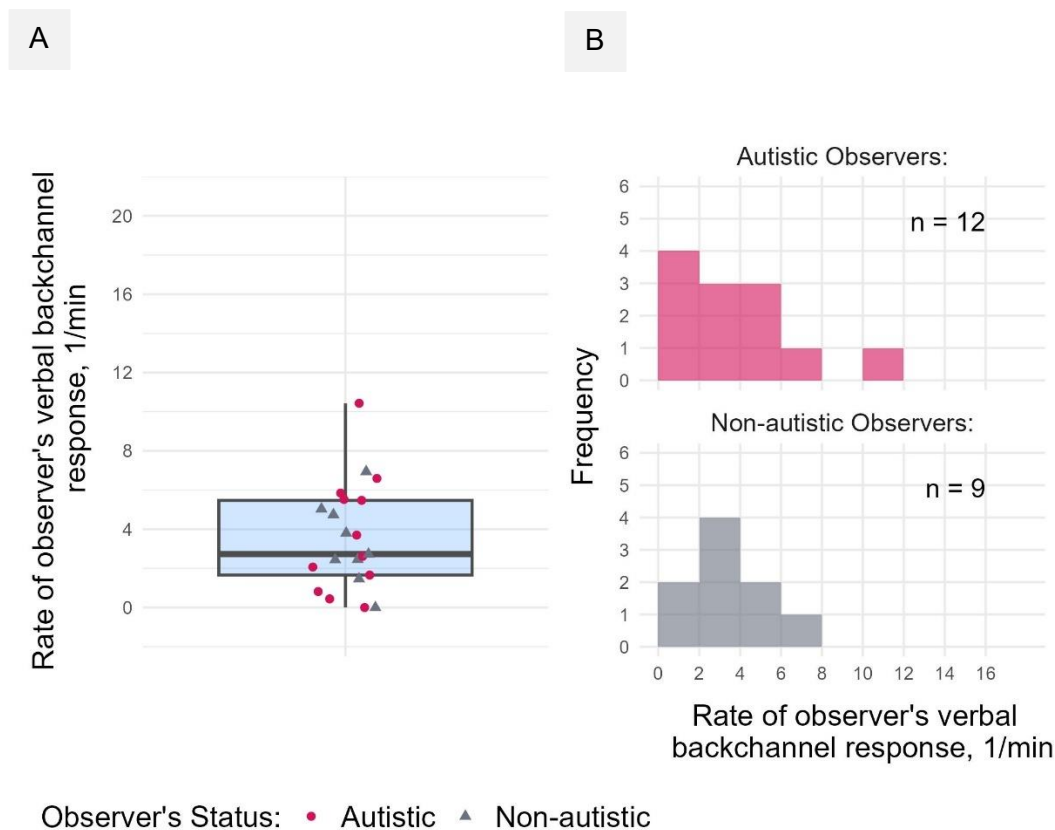 A
B
Rate of observer's verbal backchannel
response, 1/min
20
16
12
8
4
0
Autistic Observers:
n = 12
6
5
4
3
2
1
0
Frequency
Non-autistic Observers:
n = 9
6
5
4
3
2
1
0
0 2 4 6 8 10 12 14 16
Rate of observer's verbal
backchannel response, 1/min
Observer's Status: Autistic Non-autistic